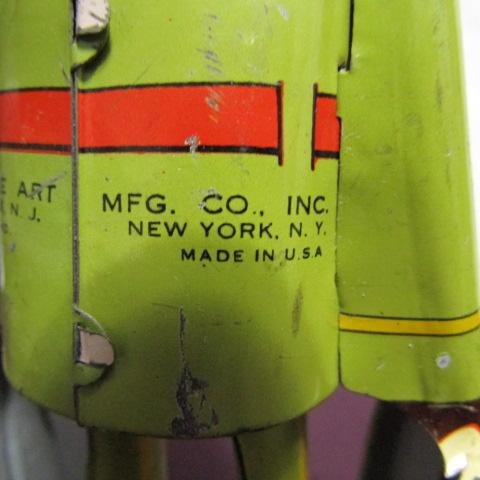 E ART
N. J.
MFG. CO., INC.
NEW YORK, N. Y.
MADE IN U.S.A